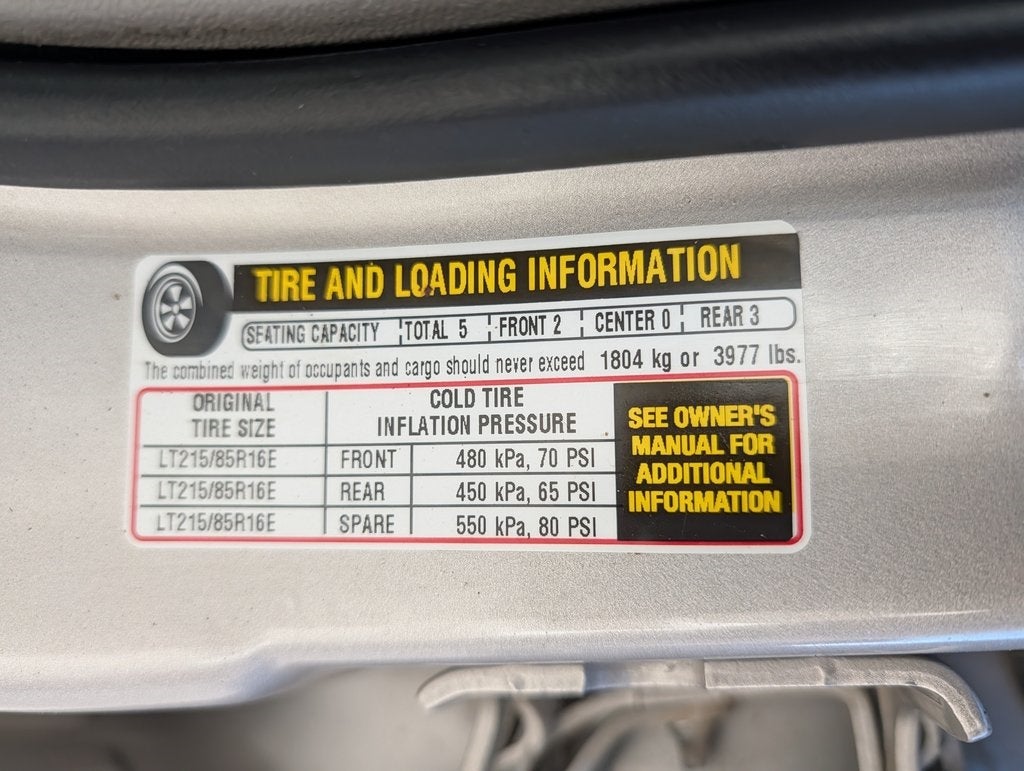 TIRE AND LOADING INFORMATION
SEATING CAPACITY TOTAL 5 FRONT 2 CENTER 0 REAR 3
The combined weight of occupants and cargo should never exceed 1804 kg or 3977 lbs.
ORIGINAL TIRE SIZE
COLD TIRE INFLATION PRESSURE
LT215/85R16E FRONT 480 kPa, 70 PSI
LT215/85R16E REAR 450 kPa, 65 PSI
LT215/85R16E SPARE 550 kPa, 80 PSI
SEE OWNER'S
MANUAL FOR
ADDITIONAL
INFORMATION